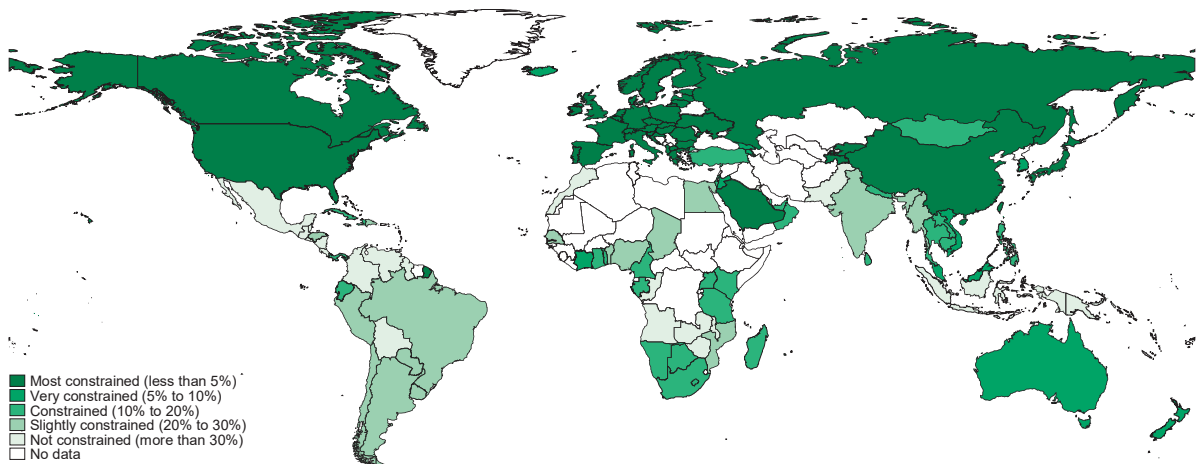 Most constrained (less than 5%)
Very constrained (5% to 10%)
Constrained (10% to 20%)
Slightly constrained (20% to 30%)
Not constrained (more than 30%)
No data